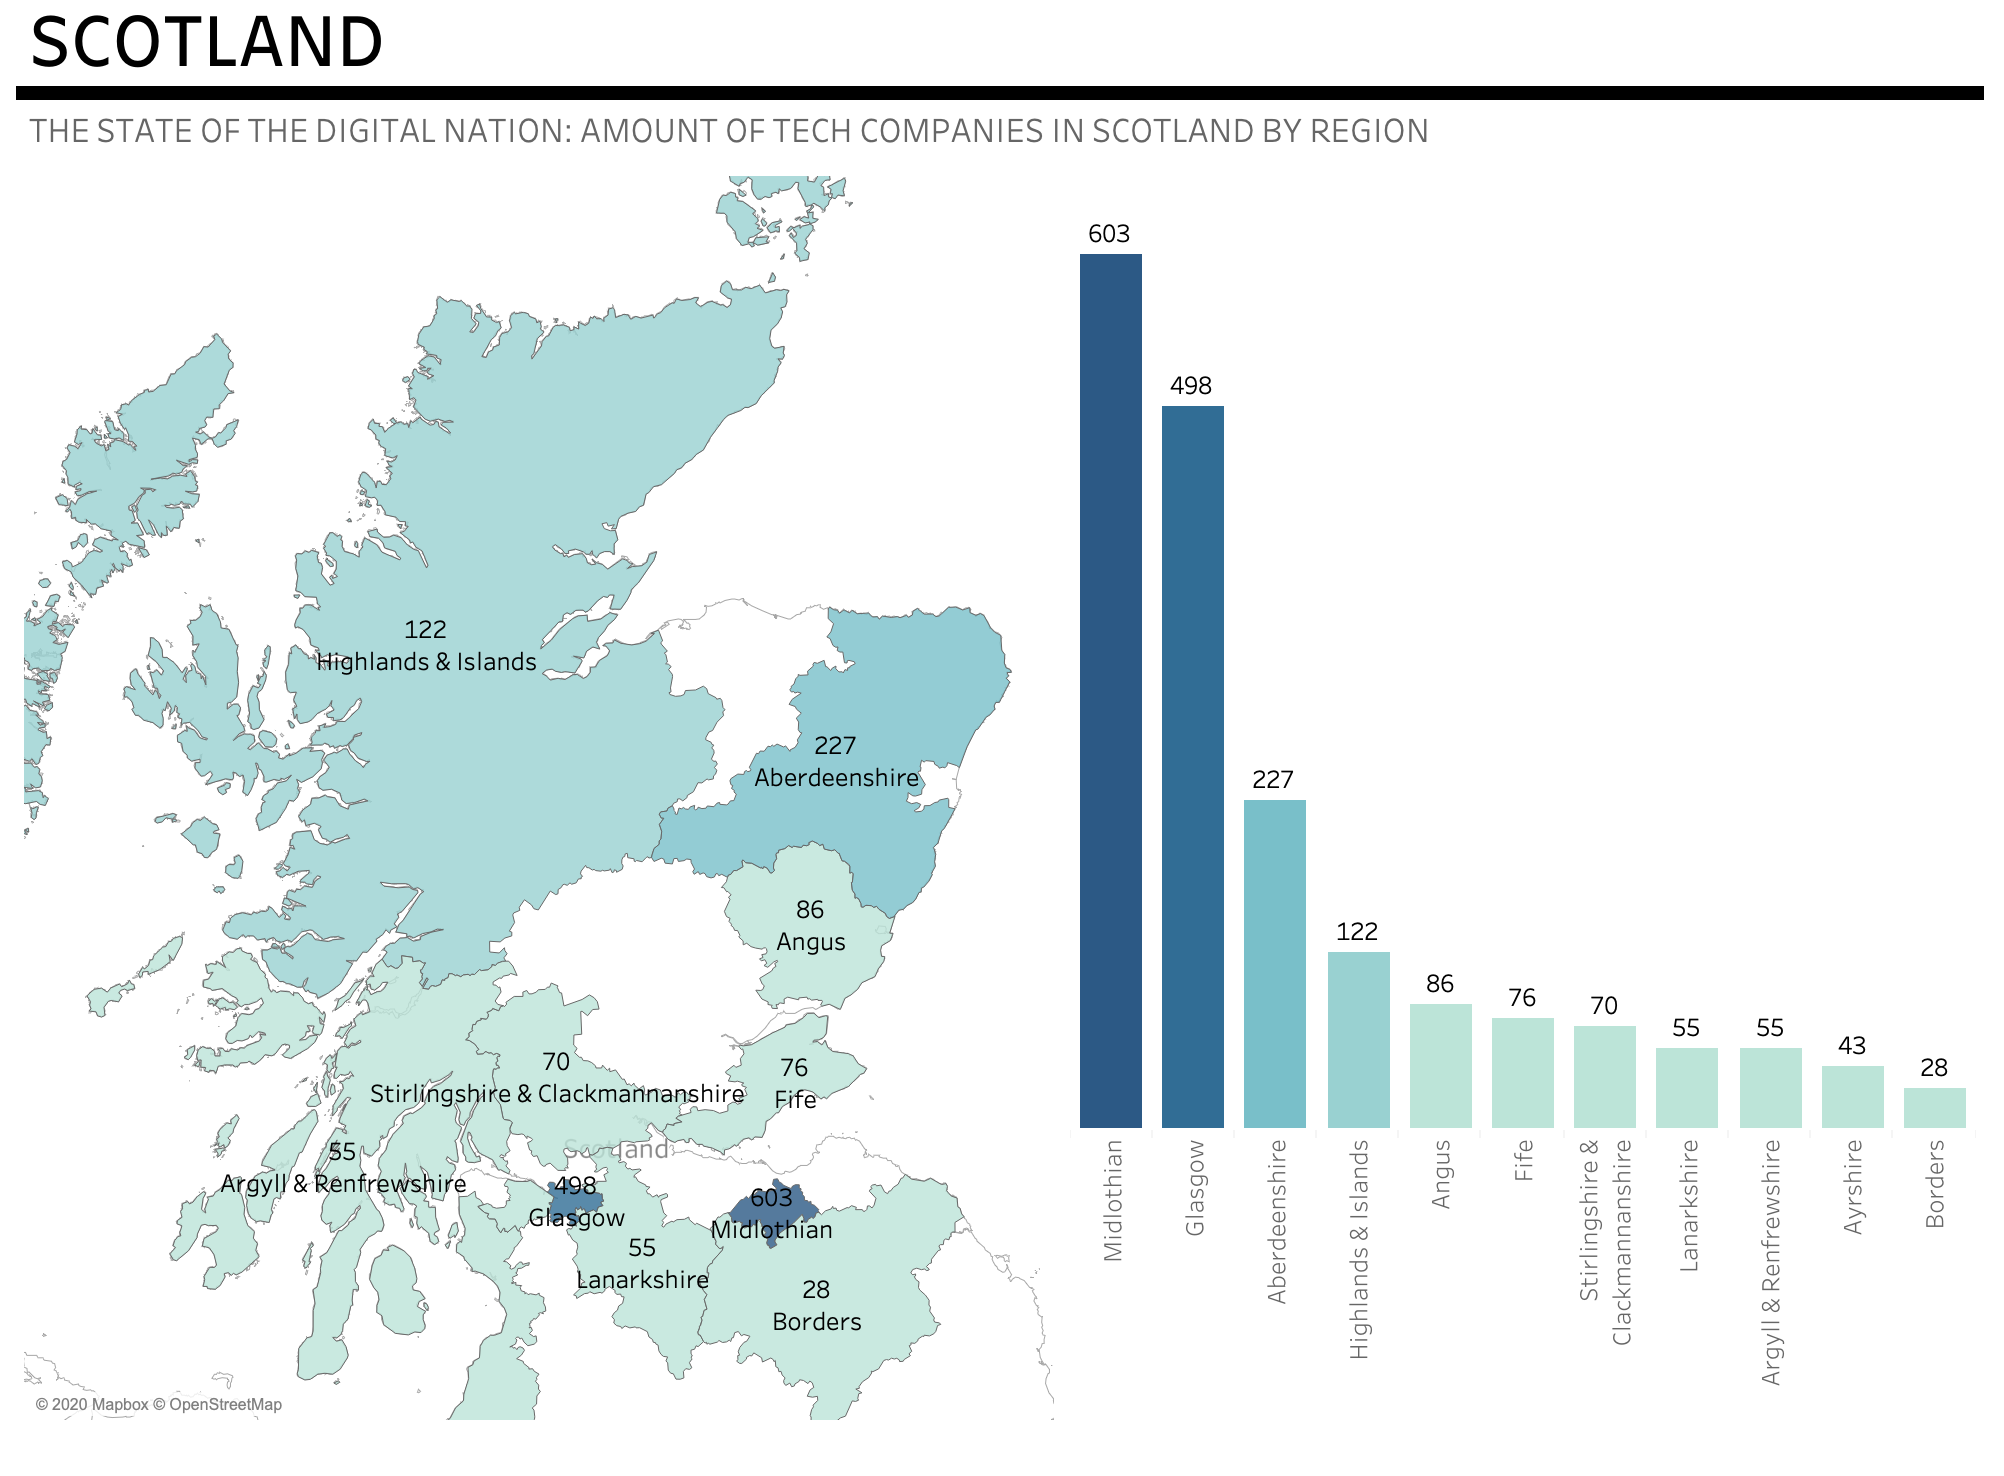 SCOTLAND
THE STATE OF THE DIGITAL NATION: AMOUNT OF TECH COMPANIES IN SCOTLAND BY REGION
122
Highlands & Islands
227
Aberdeenshire
86
Angus
70
Stirlingshire & Clackmannanshire
76
Fife
Scotland
55
Argyll & Renfrewshire
498
Glasgow
603
Midlothian
55
Lanarkshire
28
Borders
© 2020 Mapbox © OpenStreetMap
603
498
227
122
86
76
70
55
55
43
28
Midlothian
Glasgow
Aberdeenshire
Highlands & Islands
Angus
Fife
Stirlingshire &
Clackmannanshire
Lanarkshire
Argyll & Renfrewshire
Ayrshire
Borders